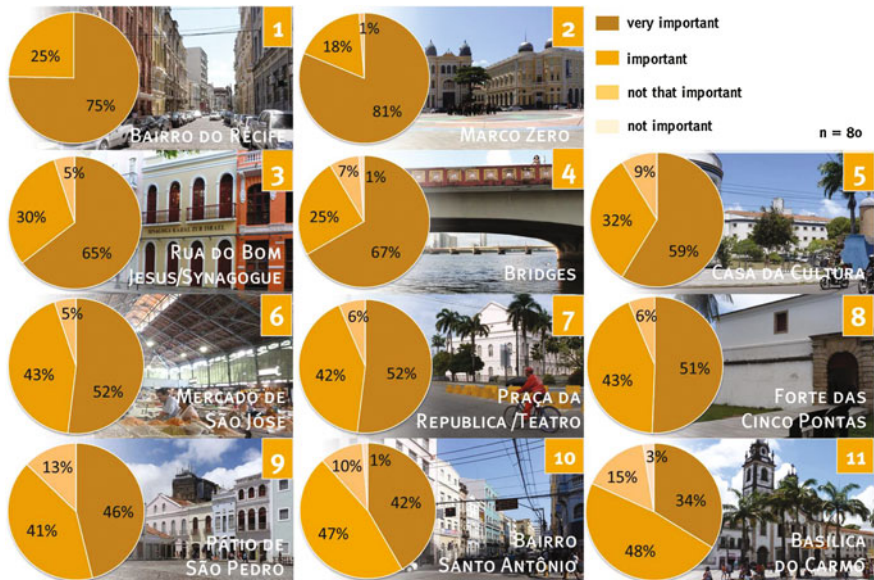 very important
important
not that important
not important
n = 80
1
25%
75%
BAIRRO DO RECIFE
2
1%
18%
81%
MARCO ZERO
3
5%
30%
65%
RUA DO BOM
JESUS/SYNAGOGUE
4
7%
1%
25%
67%
BRIDGES
5
9%
32%
59%
CASA DA CULTURA
6
5%
43%
52%
MERCADO DE
SÃO JOSÉ
7
6%
42%
52%
PRAÇA DA
REPUBLICA/TEATRO
8
6%
43%
51%
FORTE DAS
CINCO PONTAS
9
13%
41%
46%
PÁTIO DE
SÃO PEDRO
10
10%
1%
47%
42%
BAIRRO
SANTO ANTÔNIO
11
15%
3%
48%
34%
BASÍLICA
DO CARMO